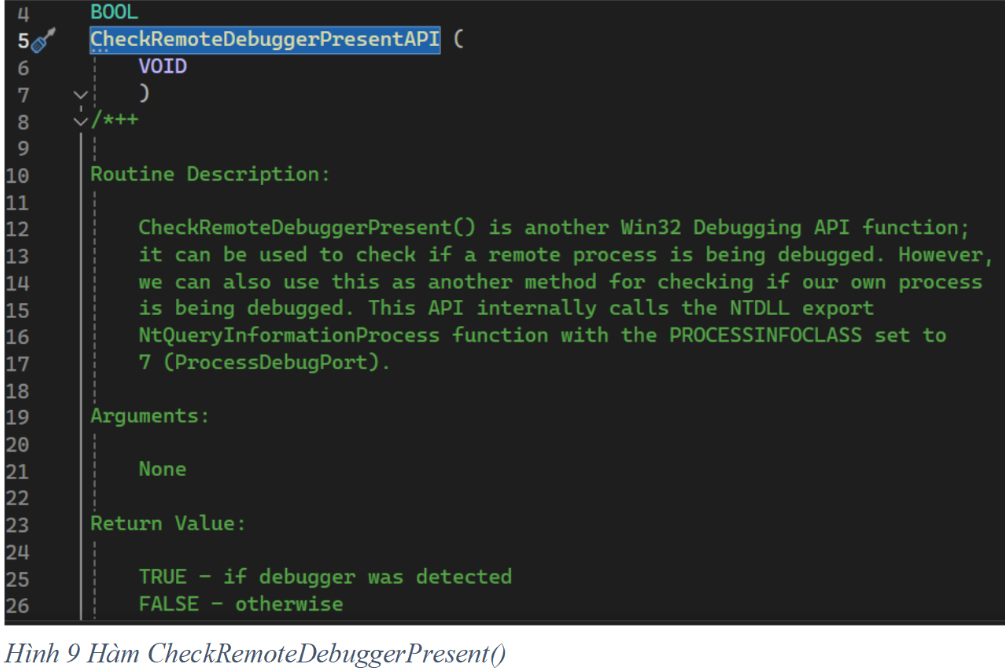 4 BOOL
5 CheckRemoteDebuggerPresentAPI (
6 VOID
7 )
8 /*++
9
10 Routine Description:
11
12 CheckRemoteDebuggerPresent() is another Win32 Debugging API function;
13 it can be used to check if a remote process is being debugged. However,
14 we can also use this as another method for checking if our own process
15 is being debugged. This API internally calls the NTDLL export
16 NtQueryInformationProcess function with the PROCESSINFOCLASS set to
17 7 (ProcessDebugPort).
18
19 Arguments:
20
21 None
22
23 Return Value:
24
25 TRUE - if debugger was detected
26 FALSE - otherwise
Hình 9 Hàm CheckRemoteDebuggerPresent()